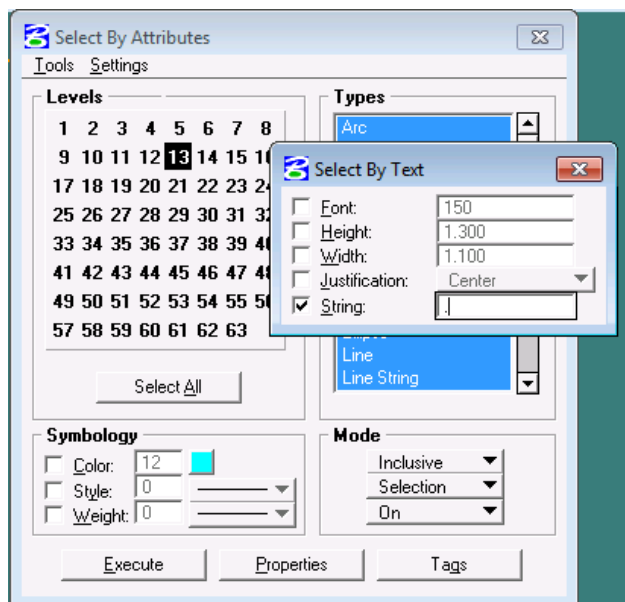 Select By Attributes
Tools Settings
Levels
1 2 3 4 5 6 7 8
9 10 11 12 13 14 15
17 18 19 20 21 22 23
25 26 27 28 29 30 31
33 34 35 36 37 38 39
41 42 43 44 45 46 47
49 50 51 52 53 54 55
57 58 59 60 61 62 63
Select All
Types
Arc
Line
Line String
Select By Text
Font: 150
Height: 1.300
Width: 1.100
Justification: Center
String: .
Symbology
Color: 12
Style: 0
Weight: 0
Mode
Inclusive
Selection
On
Execute Properties Tags